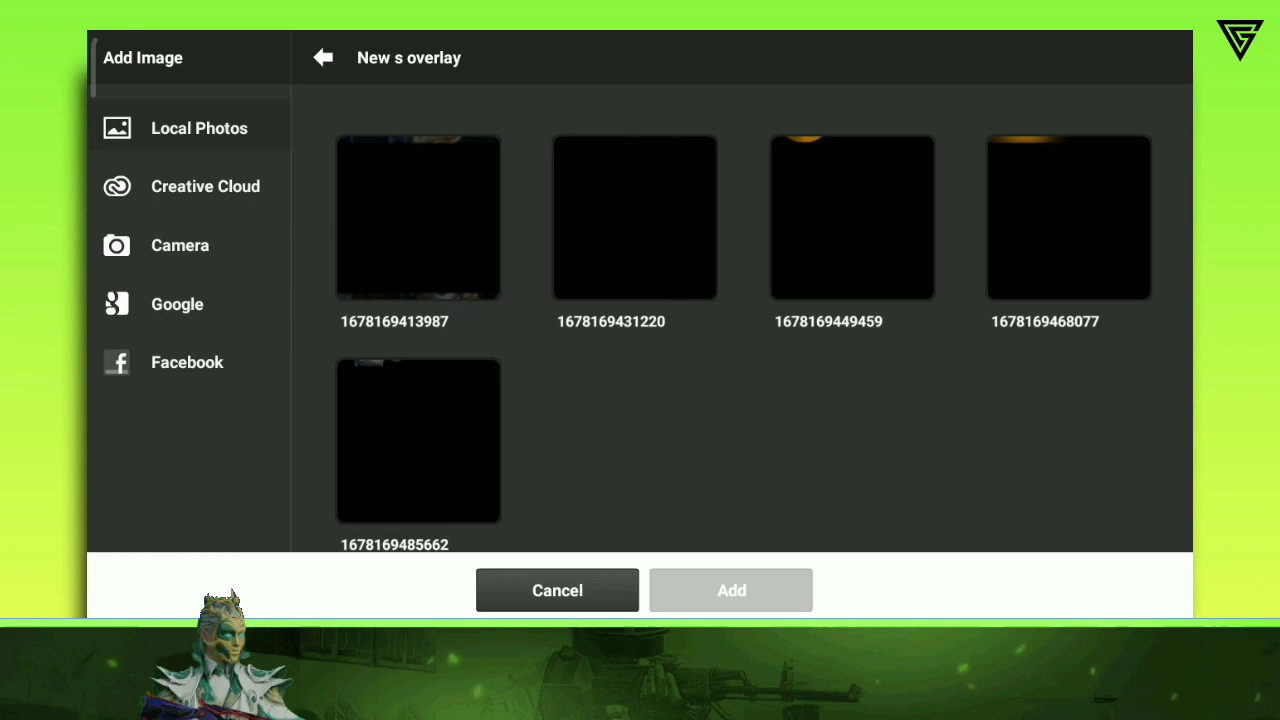 Add Image
New s overlay
Local Photos
Creative Cloud
Camera
Google
Facebook
1678169413987
1678169431220
1678169449459
1678169468077
1678169485662
Cancel
Add